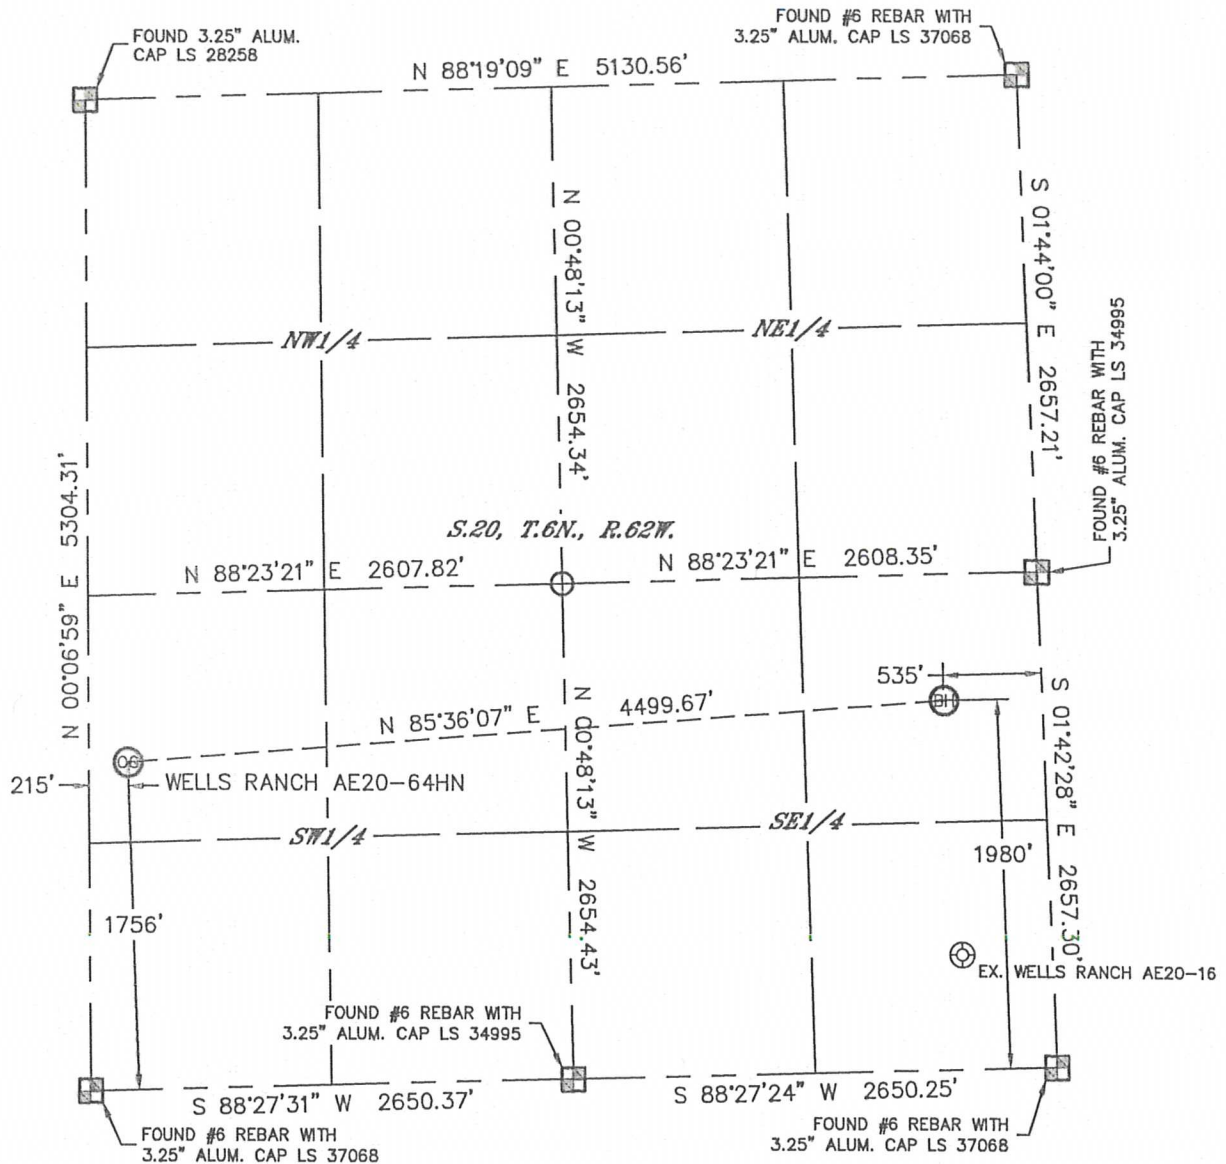 FOUND 3.25" ALUM.
CAP LS 28258
FOUND #6 REBAR WITH
3.25" ALUM. CAP LS 37068
N 88°19'09" E 5130.56'
N 00°48'13" W 2654.34'
S 01°44'00" E 2657.21'
NW1/4
NE1/4
FOUND #6 REBAR WITH
3.25" ALUM. CAP LS 34995
N 00°06'59" E 5304.31'
S.20, T.6N., R.62W.
N 88°23'21" E 2607.82'
N 88°23'21" E 2608.35'
535'
BH
N 85°36'07" E 4499.67'
OG
215'
WELLS RANCH AE20-64HN
N 00°48'13" W 2654.43'
S 01°42'28" E 2657.30'
SW1/4
SE1/4
1980'
1756'
EX. WELLS RANCH AE20-16
FOUND #6 REBAR WITH
3.25" ALUM. CAP LS 34995
S 88°27'31" W 2650.37'
S 88°27'24" W 2650.25'
FOUND #6 REBAR WITH
3.25" ALUM. CAP LS 37068
FOUND #6 REBAR WITH
3.25" ALUM. CAP LS 37068